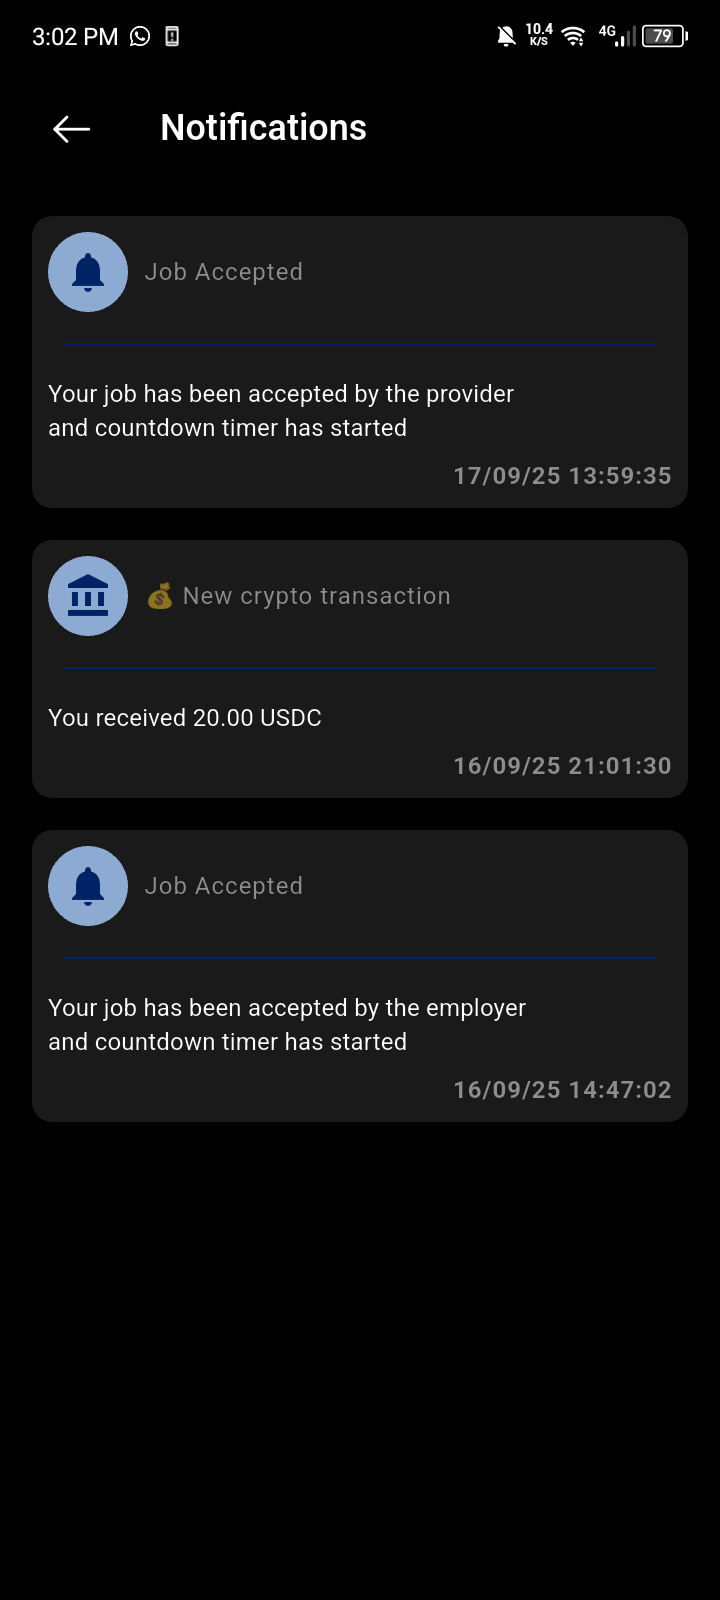 3:02 PM
10.4
K/S
4G
79
Notifications
Job Accepted
Your job has been accepted by the provider
and countdown timer has started
17/09/25 13:59:35
💰 New crypto transaction
You received 20.00 USDC
16/09/25 21:01:30
Job Accepted
Your job has been accepted by the employer
and countdown timer has started
16/09/25 14:47:02